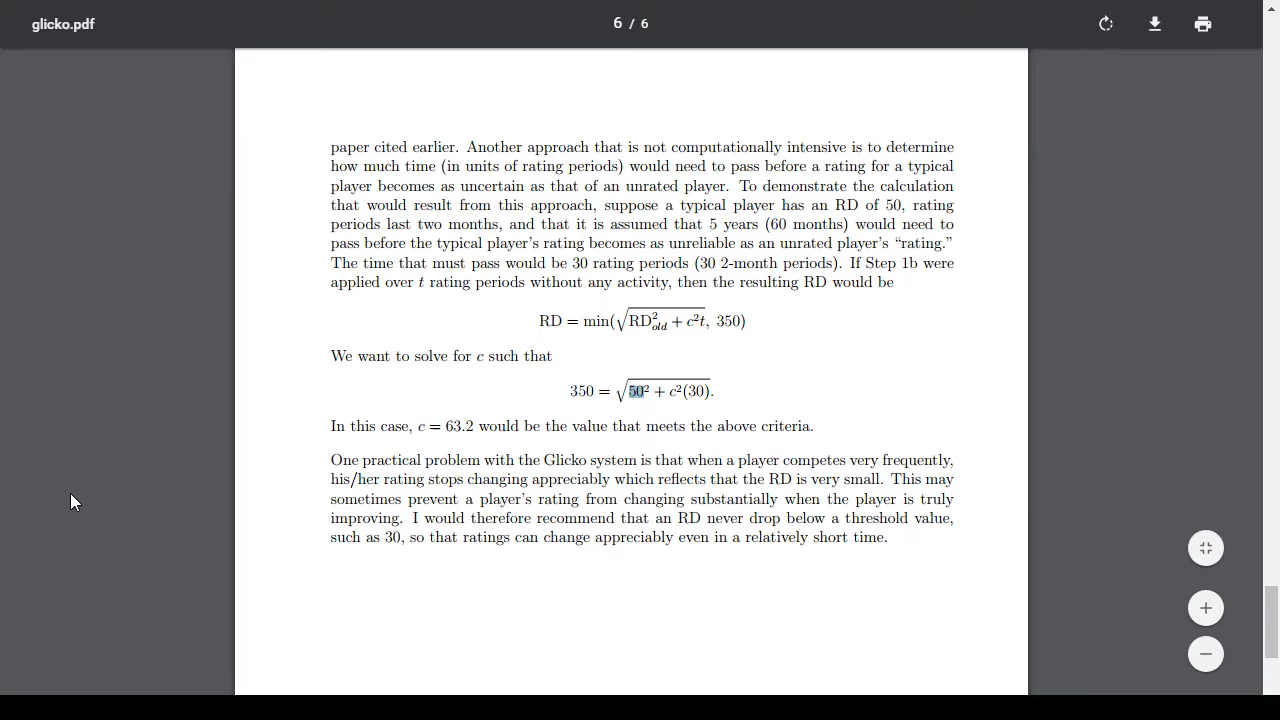 glicko.pdf
6 / 6
paper cited earlier. Another approach that is not computationally intensive is to determine
how much time (in units of rating periods) would need to pass before a rating for a typical
player becomes as uncertain as that of an unrated player. To demonstrate the calculation
that would result from this approach, suppose a typical player has an RD of 50, rating
periods last two months, and that it is assumed that 5 years (60 months) would need to
pass before the typical player’s rating becomes as unreliable as an unrated player’s “rating.”
The time that must pass would be 30 rating periods (30 2-month periods). If Step 1b were
applied over t rating periods without any activity, then the resulting RD would be
RD = min(√RD²old + c²t, 350)
We want to solve for c such that
350 = √50² + c²(30).
In this case, c = 63.2 would be the value that meets the above criteria.
One practical problem with the Glicko system is that when a player competes very frequently,
his/her rating stops changing appreciably which reflects that the RD is very small. This may
sometimes prevent a player’s rating from changing substantially when the player is truly
improving. I would therefore recommend that an RD never drop below a threshold value,
such as 30, so that ratings can change appreciably even in a relatively short time.